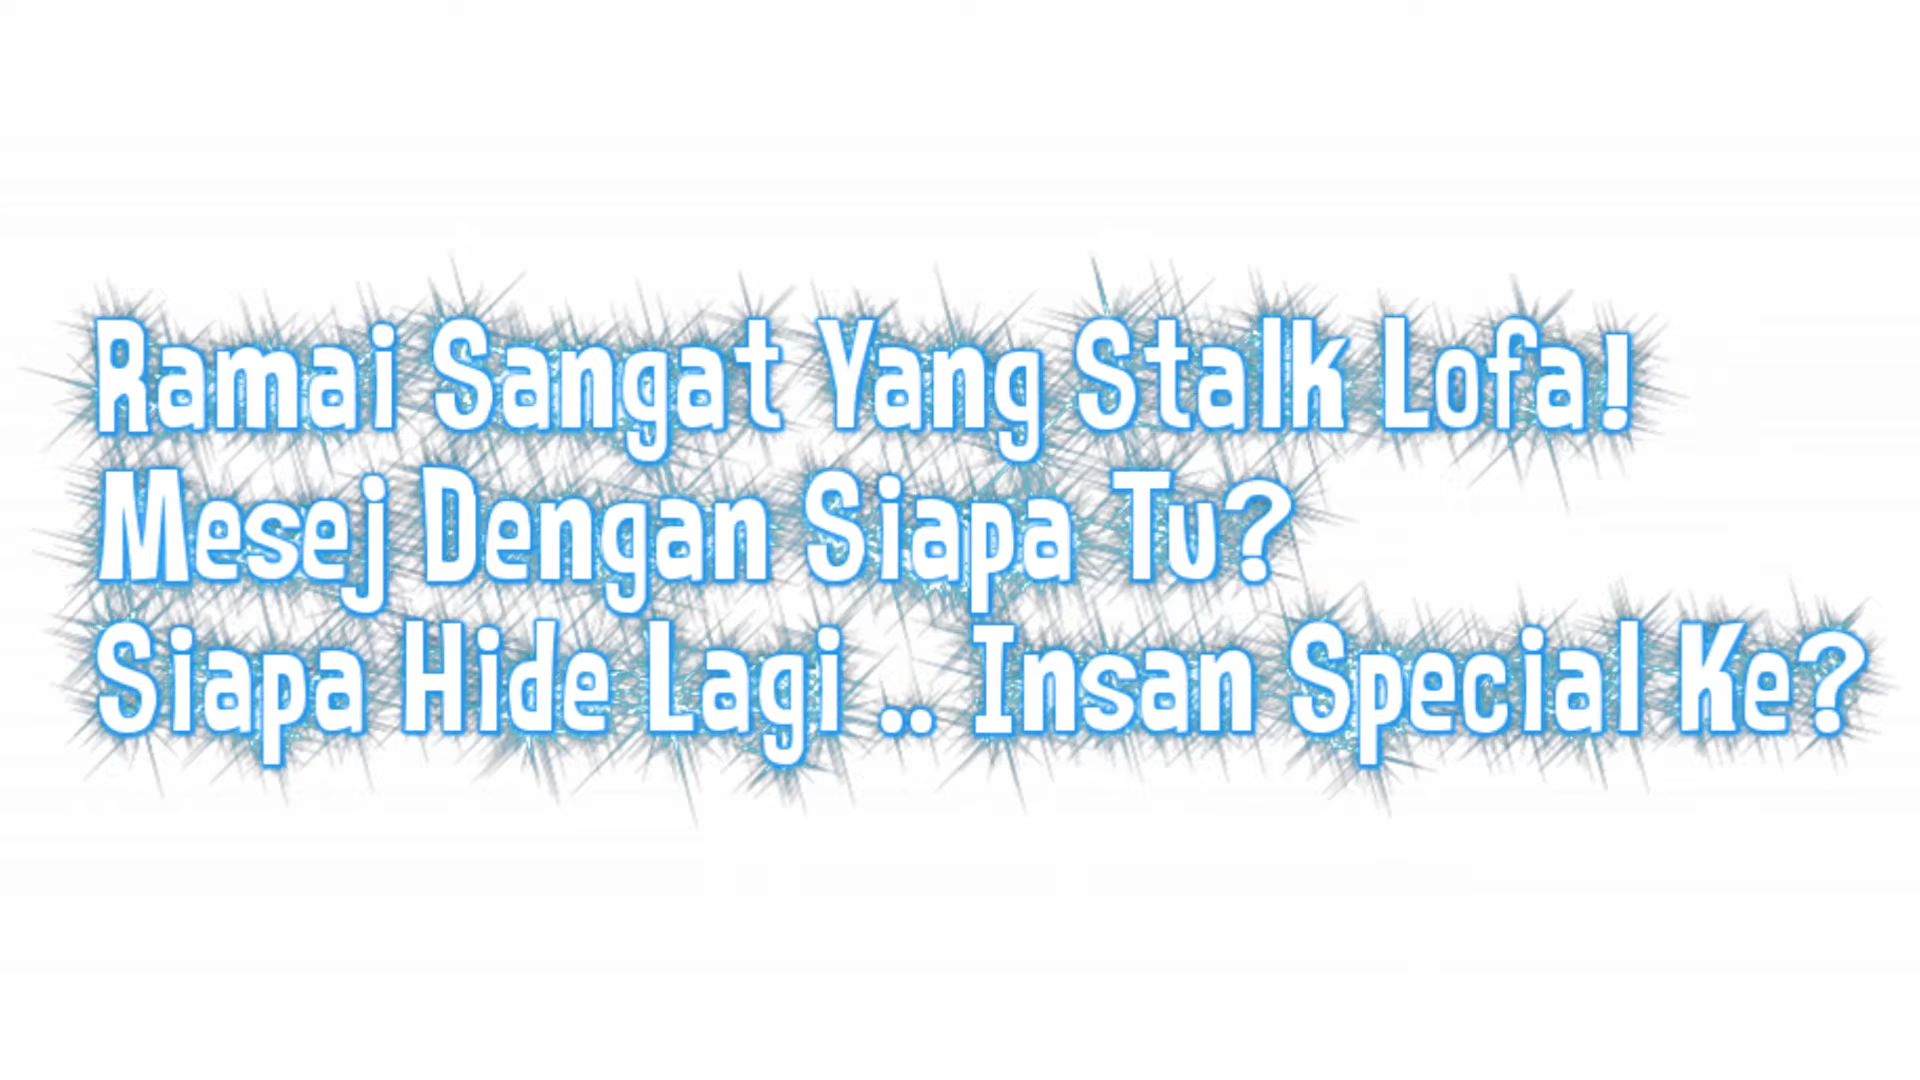 Ramai Sangat Yang Stalk Lofa!
Mesej Dengan Siapa Tu?
Siapa Hide Lagi .. Insan Special Ke?